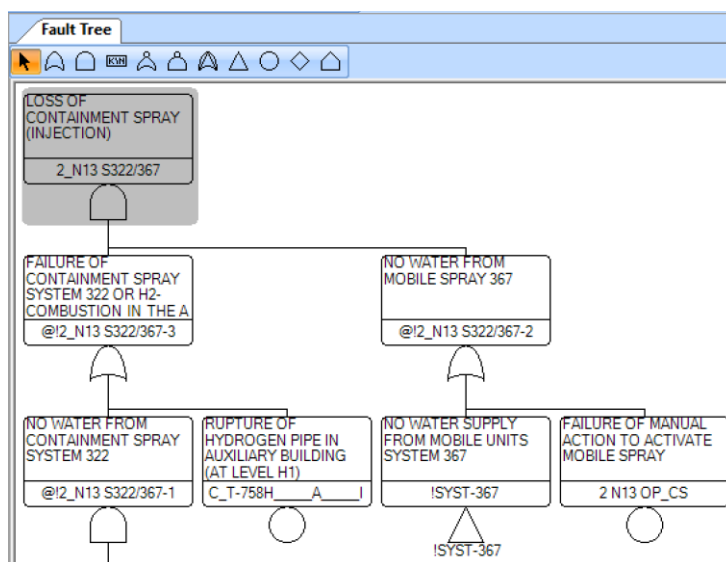 Fault Tree
K\N
LOSS OF
CONTAINMENT SPRAY
(INJECTION)
2_N13 S322/367
FAILURE OF
CONTAINMENT SPRAY
SYSTEM 322 OR H2-
COMBUSTION IN THE A
@!2_N13 S322/367-3
NO WATER FROM
MOBILE SPRAY 367
@!2_N13 S322/367-2
NO WATER FROM
CONTAINMENT SPRAY
SYSTEM 322
@!2_N13 S322/367-1
RUPTURE OF
HYDROGEN PIPE IN
AUXILIARY BUILDING
(AT LEVEL H1)
C_T-758H_____A_____I
NO WATER SUPPLY
FROM MOBILE UNITS
SYSTEM 367
!SYST-367
!SYST-367
FAILURE OF MANUAL
ACTION TO ACTIVATE
MOBILE SPRAY
2 N13 OP_CS